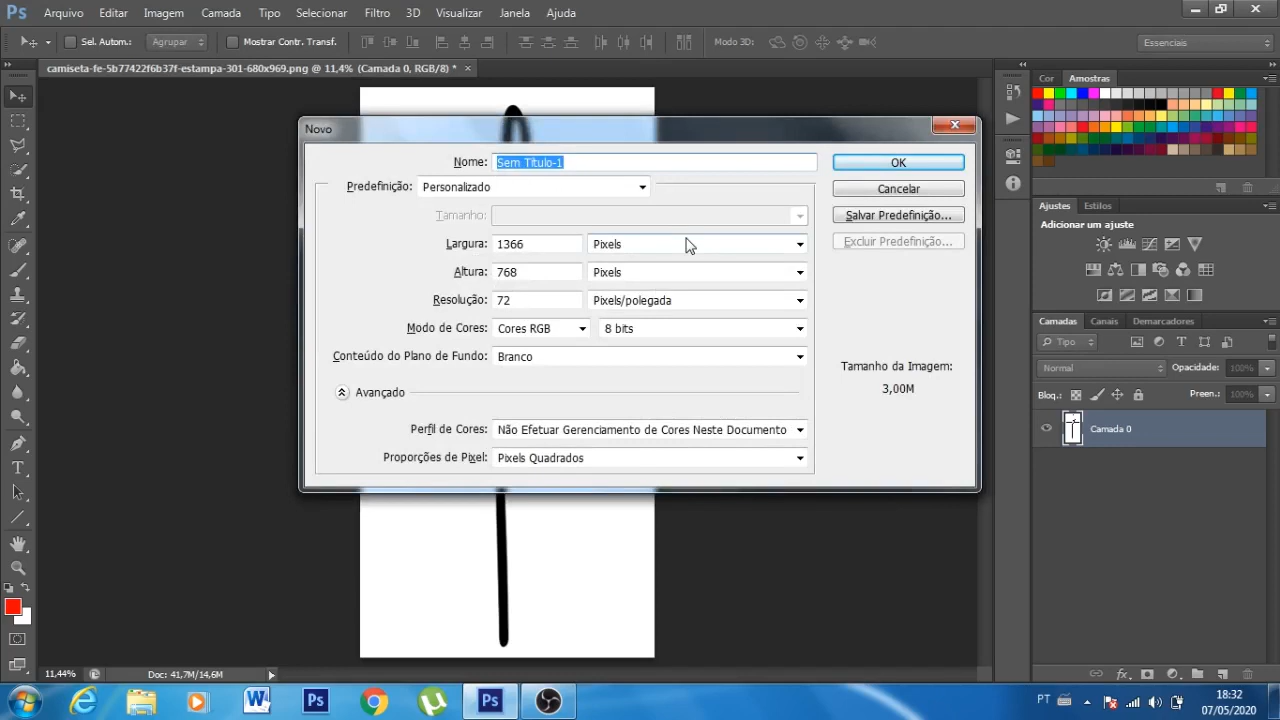 Ps Arquivo Editar Imagem Camada Tipo Selecionar Filtro 3D Visualizar Janela Ajuda
Sel. Autom.: Agrupar Mostrar Contr. Transf. Modo 3D: Essenciais
camiseta-fe-5b77422f6b37f-estampa-301-680x969.png @ 11,4% (Camada 0, RGB/8) *
Cor Amostras
Novo
Nome: Sem Título-1 OK
Predefinição: Personalizado Cancelar
Tamanho: Salvar Predefinição...
Largura: 1366 Pixels Excluir Predefinição...
Altura: 768 Pixels
Resolução: 72 Pixels/polegada
Modo de Cores: Cores RGB 8 bits
Conteúdo do Plano de Fundo: Branco
Tamanho da Imagem:
3,00M
Avançado
Perfil de Cores: Não Efetuar Gerenciamento de Cores Neste Documento
Proporções de Pixel: Pixels Quadrados
Ajustes Estilos
Adicionar um ajuste
Camadas Canais Demarcadores
Tipo
Normal Opacidade: 100%
Bloq.: Preen.: 100%
Camada 0
T
11,44% Doc: 41,7M/14,6M
W Ps Ps PT 18:32
07/05/2020